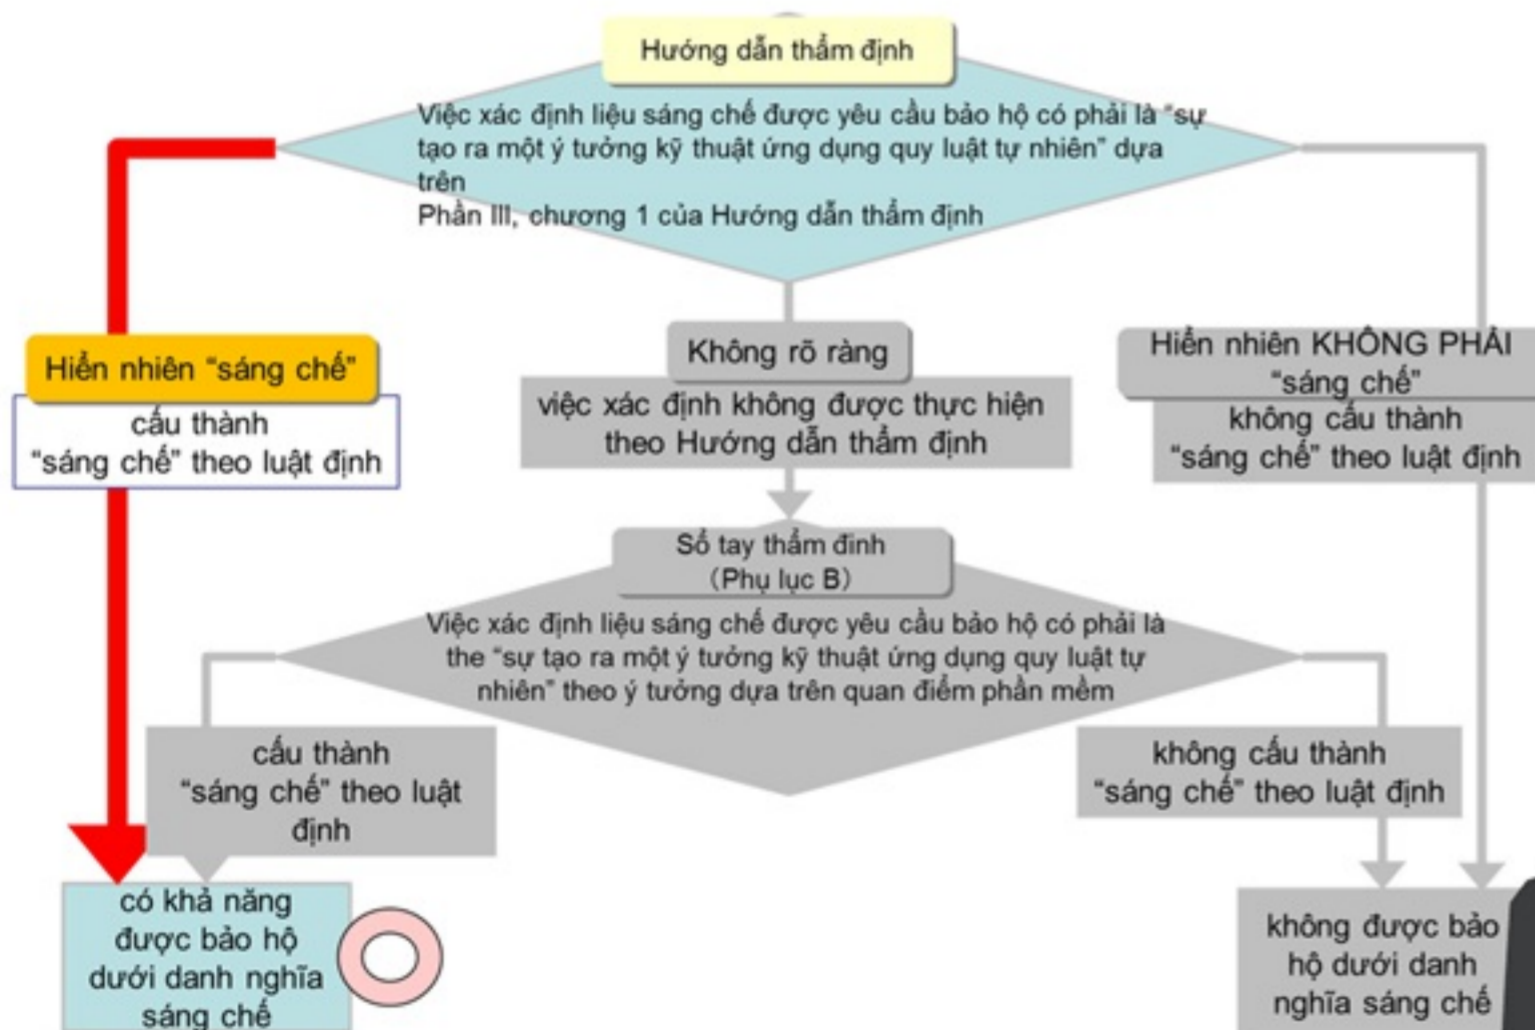 Hướng dẫn thẩm định
Việc xác định liệu sáng chế được yêu cầu bảo hộ có phải là “sự
tạo ra một ý tưởng kỹ thuật ứng dụng quy luật tự nhiên” dựa
trên
Phần III, chương 1 của Hướng dẫn thẩm định
Hiển nhiên “sáng chế”
cấu thành
“sáng chế” theo luật định
Không rõ ràng
việc xác định không được thực hiện
theo Hướng dẫn thẩm định
Hiển nhiên KHÔNG PHẢI
“sáng chế”
không cấu thành
“sáng chế” theo luật định
Sổ tay thẩm đinh
(Phụ lục B)
Việc xác định liệu sáng chế được yêu cầu bảo hộ có phải là
the “sự tạo ra một ý tưởng kỹ thuật ứng dụng quy luật tự
nhiên” theo ý tưởng dựa trên quan điểm phần mềm
cấu thành
“sáng chế” theo luật
định
không cấu thành
“sáng chế” theo luật định
có khả năng
được bảo hộ
dưới danh nghĩa
sáng chế
không được bảo
hộ dưới danh
nghĩa sáng chế